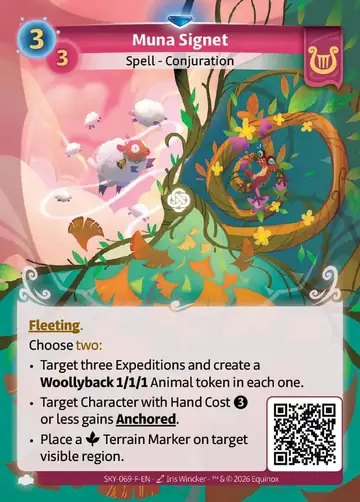 3
3
Muna Signet
Spell - Conjuration
Fleeting.
Choose two:
• Target three Expeditions and create a
Woollyback 1/1/1 Animal token in each one.
• Target Character with Hand Cost 3
or less gains Anchored.
• Place a Terrain Marker on target
visible region.
SKY-069-F-EN - Iris Wincker - ™ & © 2026 Equinox